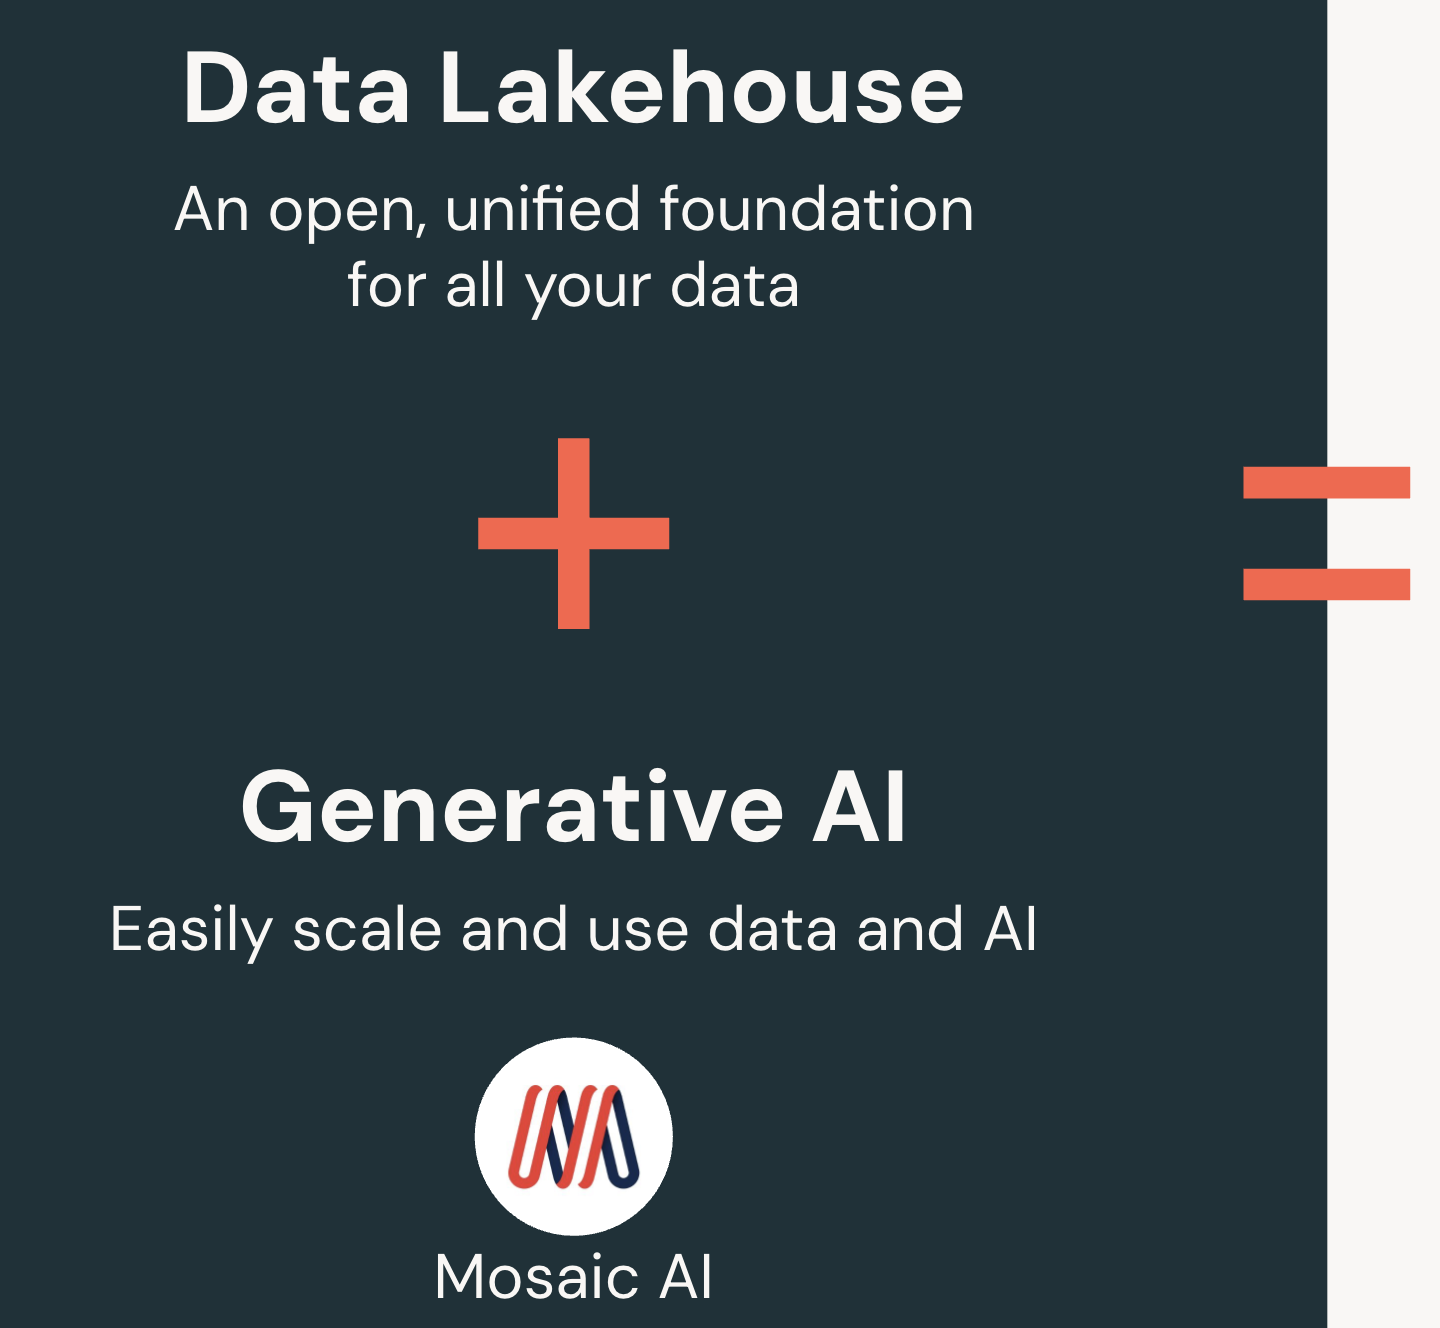 Data Lakehouse
An open, unified foundation
for all your data
+
=
Generative AI
Easily scale and use data and AI
Mosaic AI